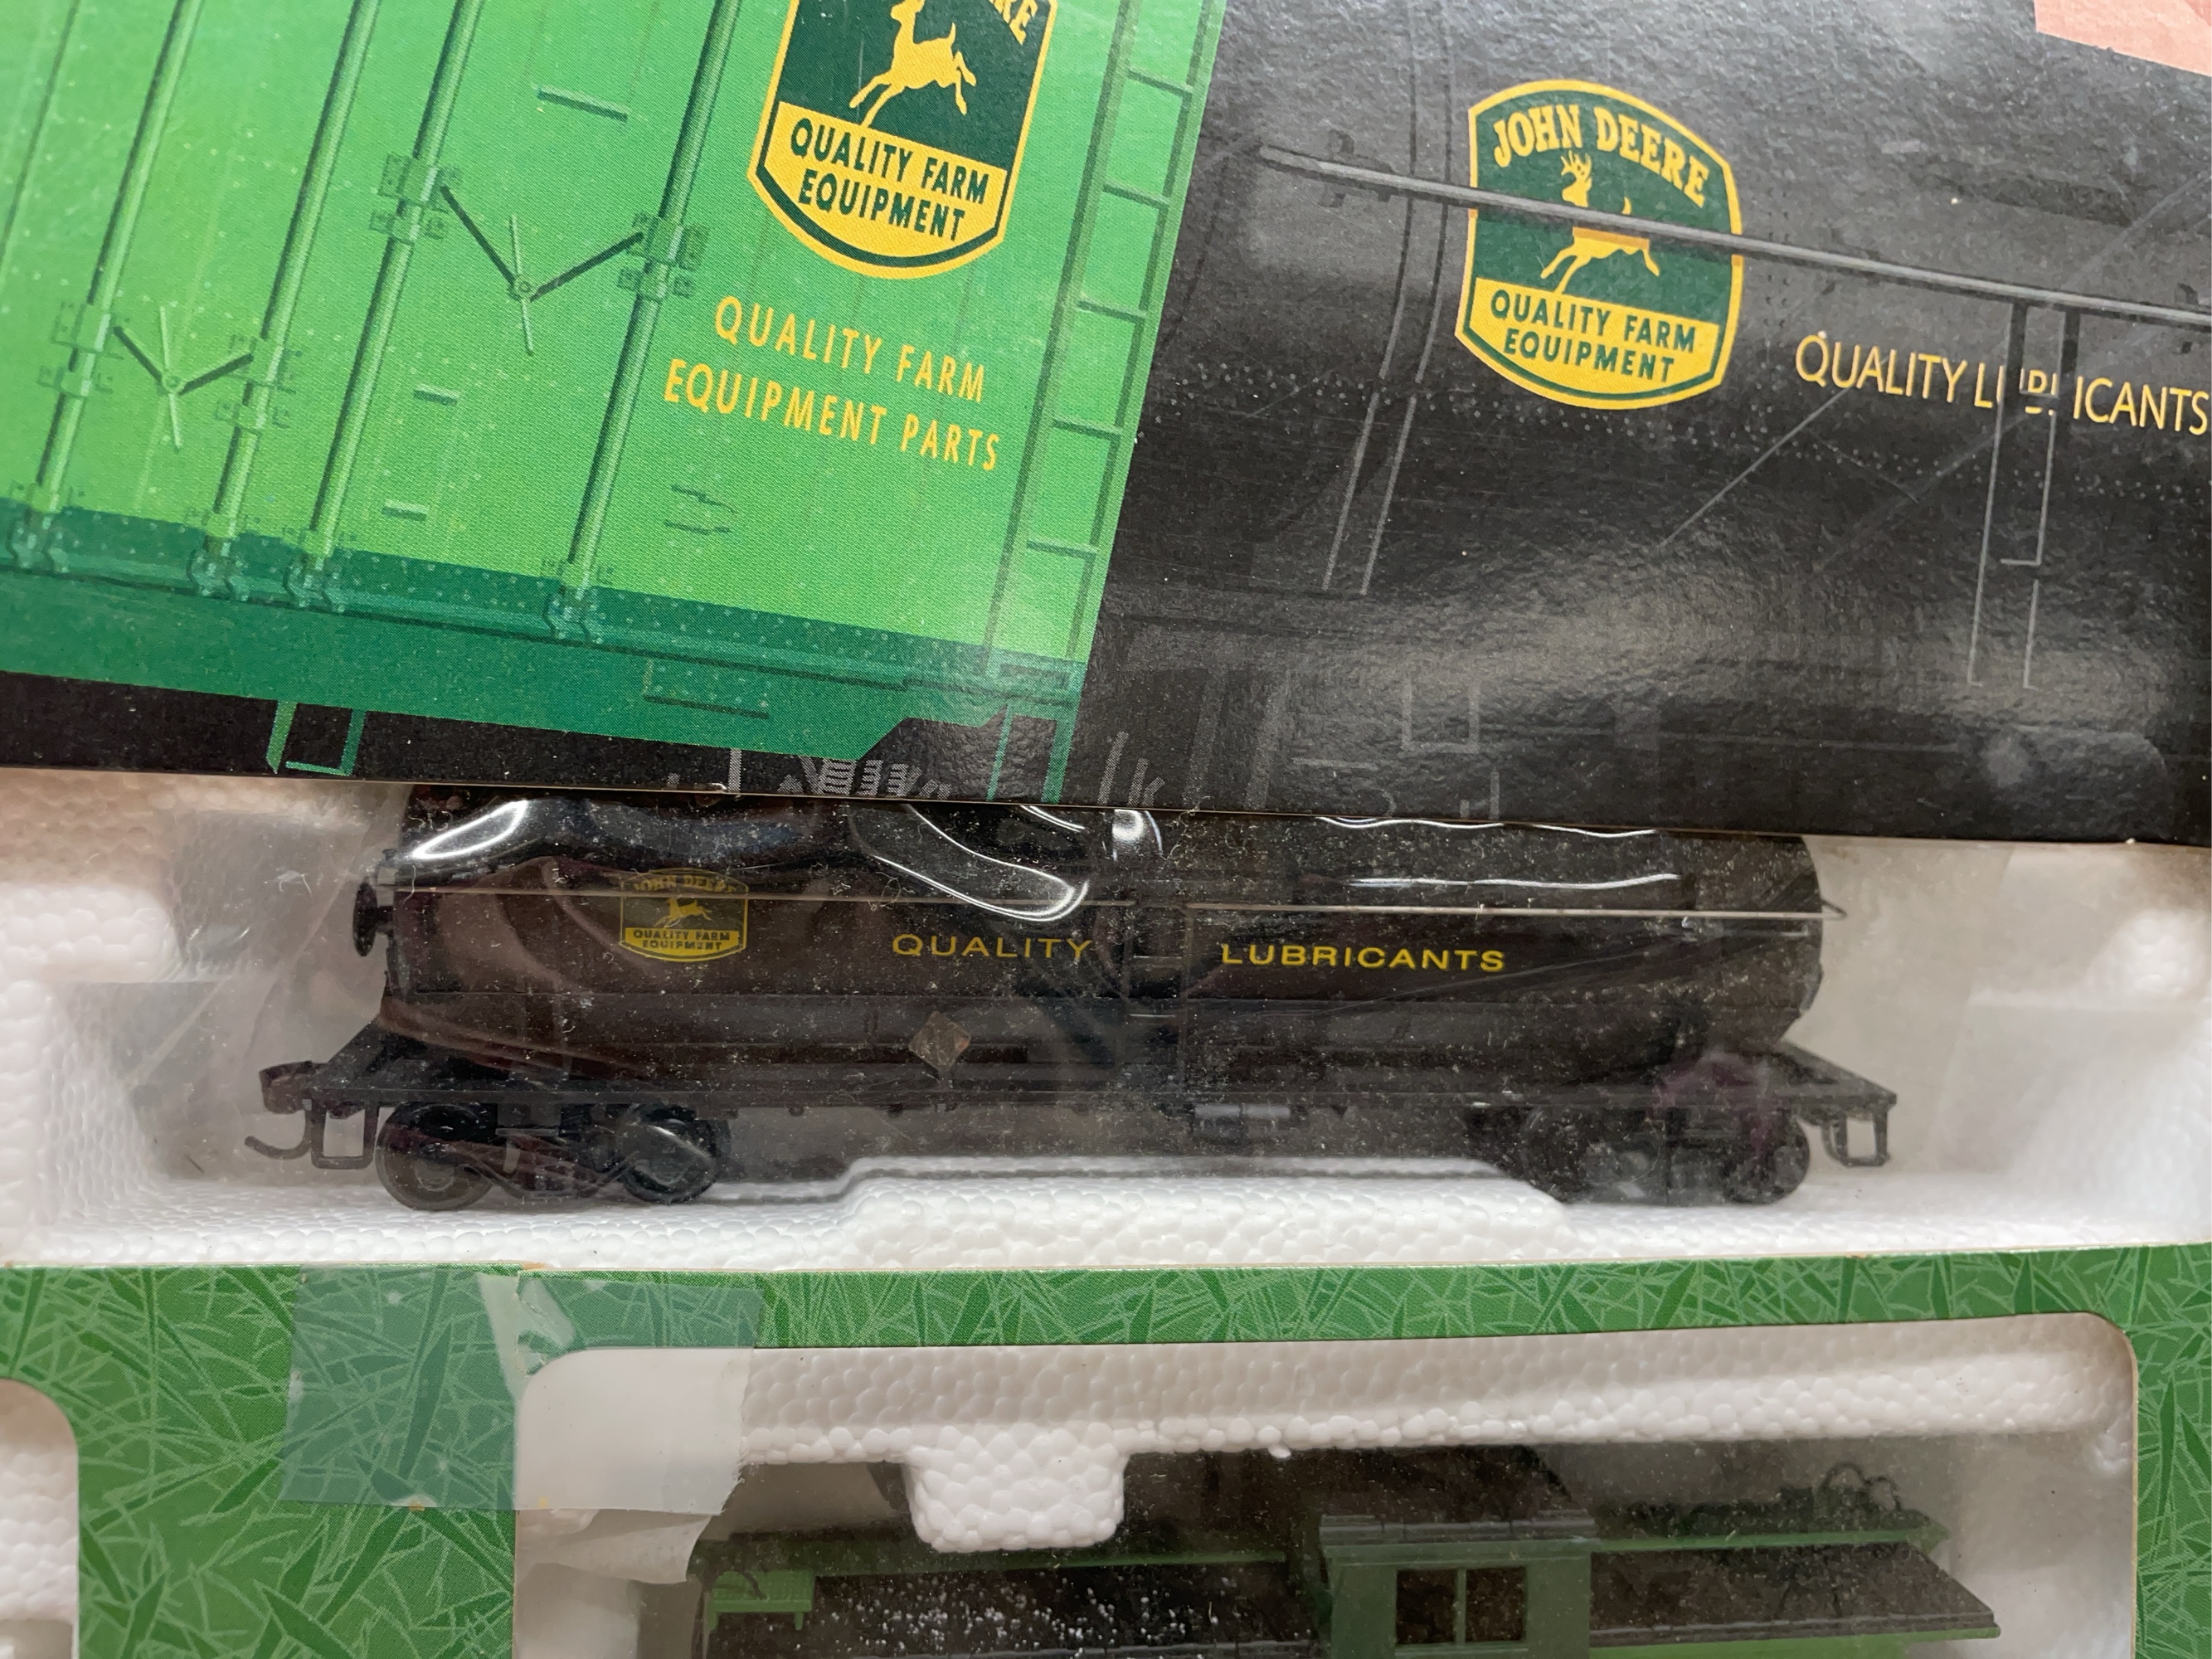 RE
QUALITY FARM
EQUIPMENT
QUALITY FARM
EQUIPMENT PARTS
JOHN DEERE
QUALITY FARM
EQUIPMENT
QUALITY LUBRICANTS
JOHN DEERE
QUALITY FARM
EQUIPMENT
QUALITY LUBRICANTS